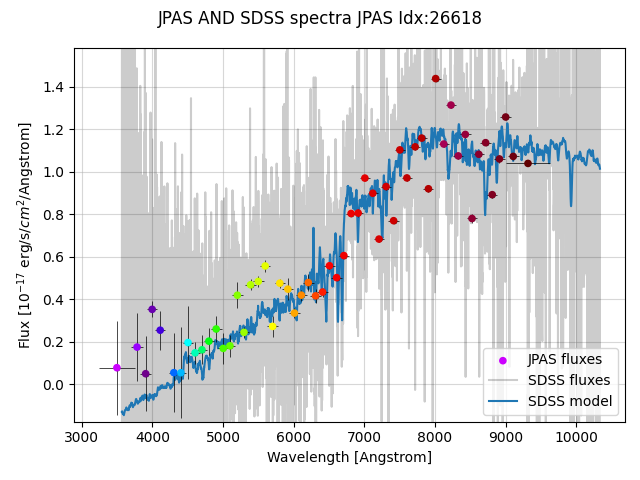 JPAS AND SDSS spectra JPAS Idx:26618
Flux [10⁻¹⁷ erg/s/cm²/Angstrom]
1.4
1.2
1.0
0.8
0.6
0.4
0.2
0.0
JPAS fluxes
SDSS fluxes
SDSS model
3000 4000 5000 6000 7000 8000 9000 10000
Wavelength [Angstrom]